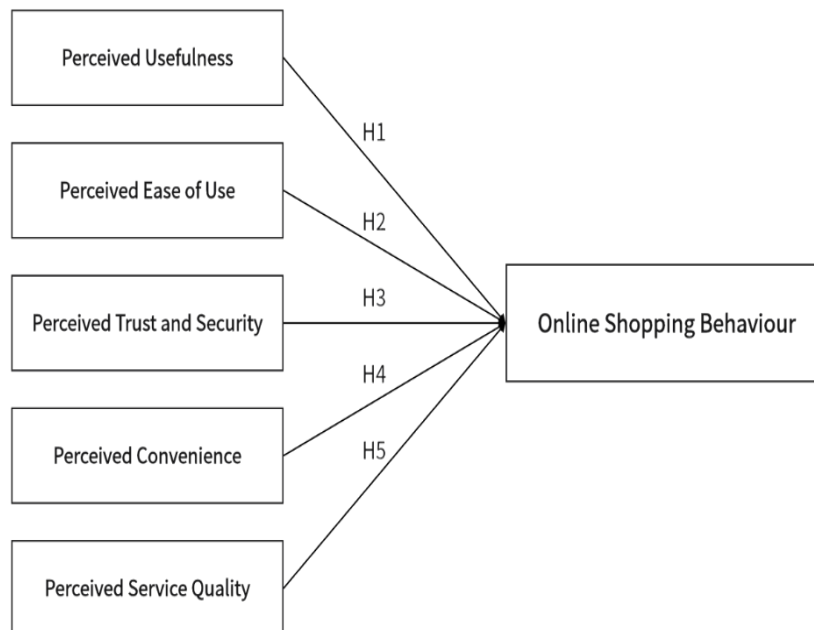 Perceived Usefulness
H1
Perceived Ease of Use
H2
Perceived Trust and Security
H3
Online Shopping Behaviour
Perceived Convenience
H4
H5
Perceived Service Quality